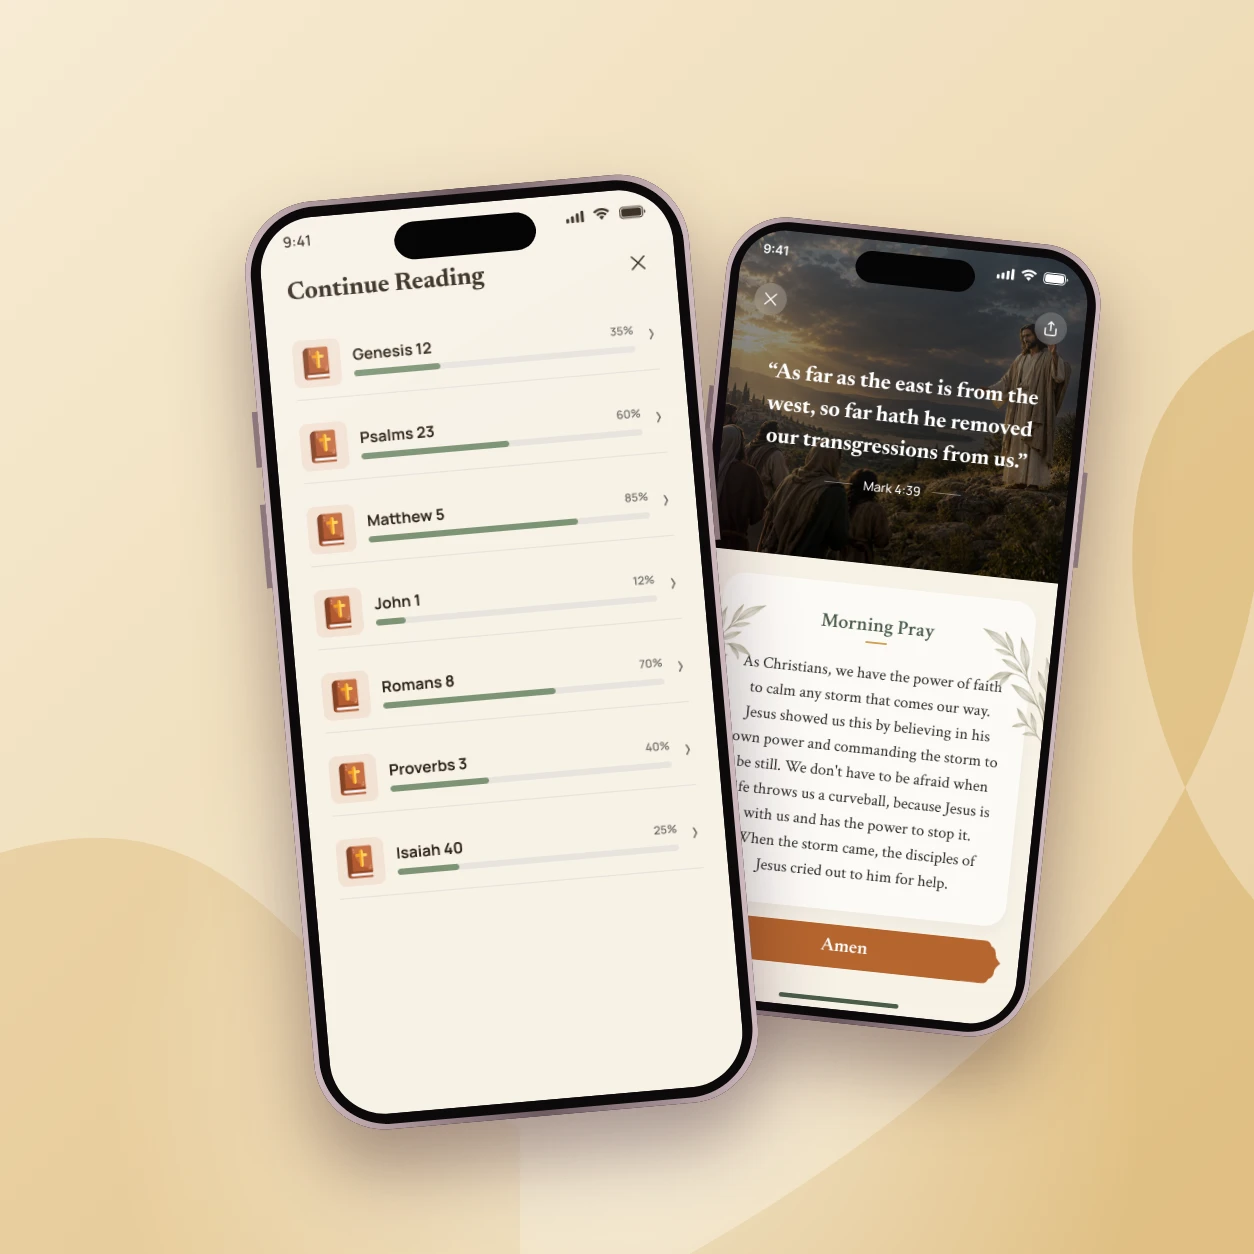 9:41
Continue Reading
35%
Genesis 12
60%
Psalms 23
85%
Matthew 5
12%
John 1
70%
Romans 8
40%
Proverbs 3
25%
Isaiah 40
9:41
“As far as the east is from the
west, so far hath he removed
our transgressions from us.”
Mark 4:39
Morning Pray
As Christians, we have the power of faith
to calm any storm that comes our way.
Jesus showed us this by believing in his
own power and commanding the storm to
be still. We don't have to be afraid when
ife throws us a curveball, because Jesus is
with us and has the power to stop it.
When the storm came, the disciples of
Jesus cried out to him for help.
Amen